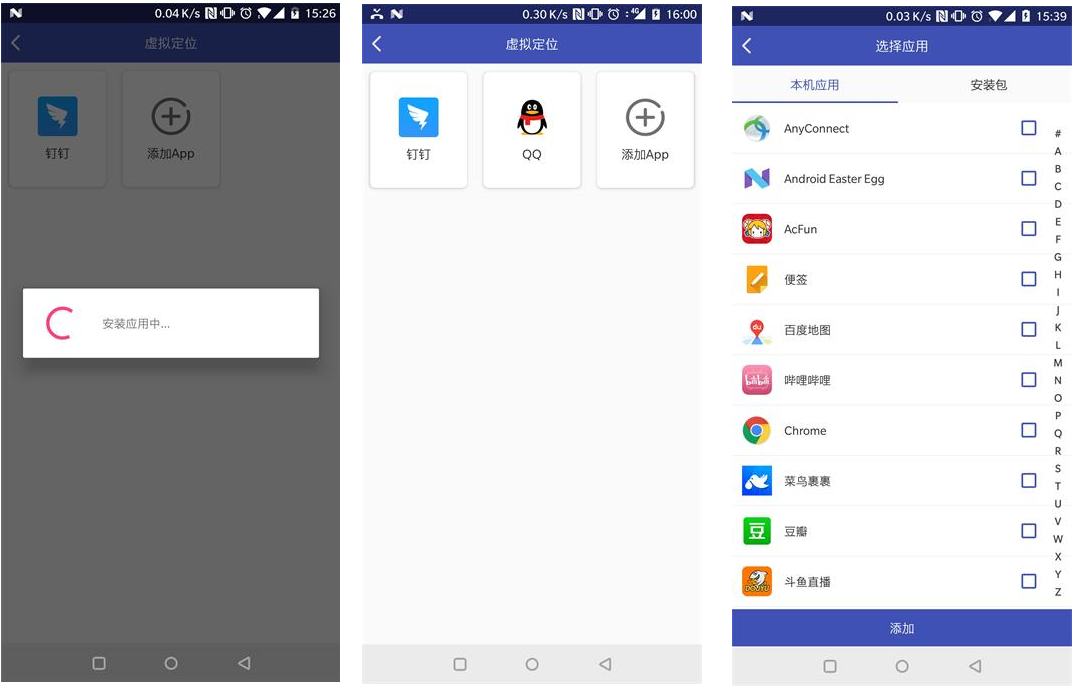 0.04 K/s 15:26
虚拟定位
钉钉
添加App
安装应用中...
0.30 K/s 4G 16:00
虚拟定位
钉钉
QQ
添加App
0.03 K/s 15:39
选择应用
本机应用
安装包
AnyConnect
Android Easter Egg
AcFun
便签
du
百度地图
bilibili
哔哩哔哩
Chrome
菜鸟裹裹
豆
豆瓣
DOUYU
斗鱼直播
#
A
B
C
D
E
F
G
H
I
J
K
L
M
N
O
P
Q
R
S
T
U
V
W
X
Y
Z
添加